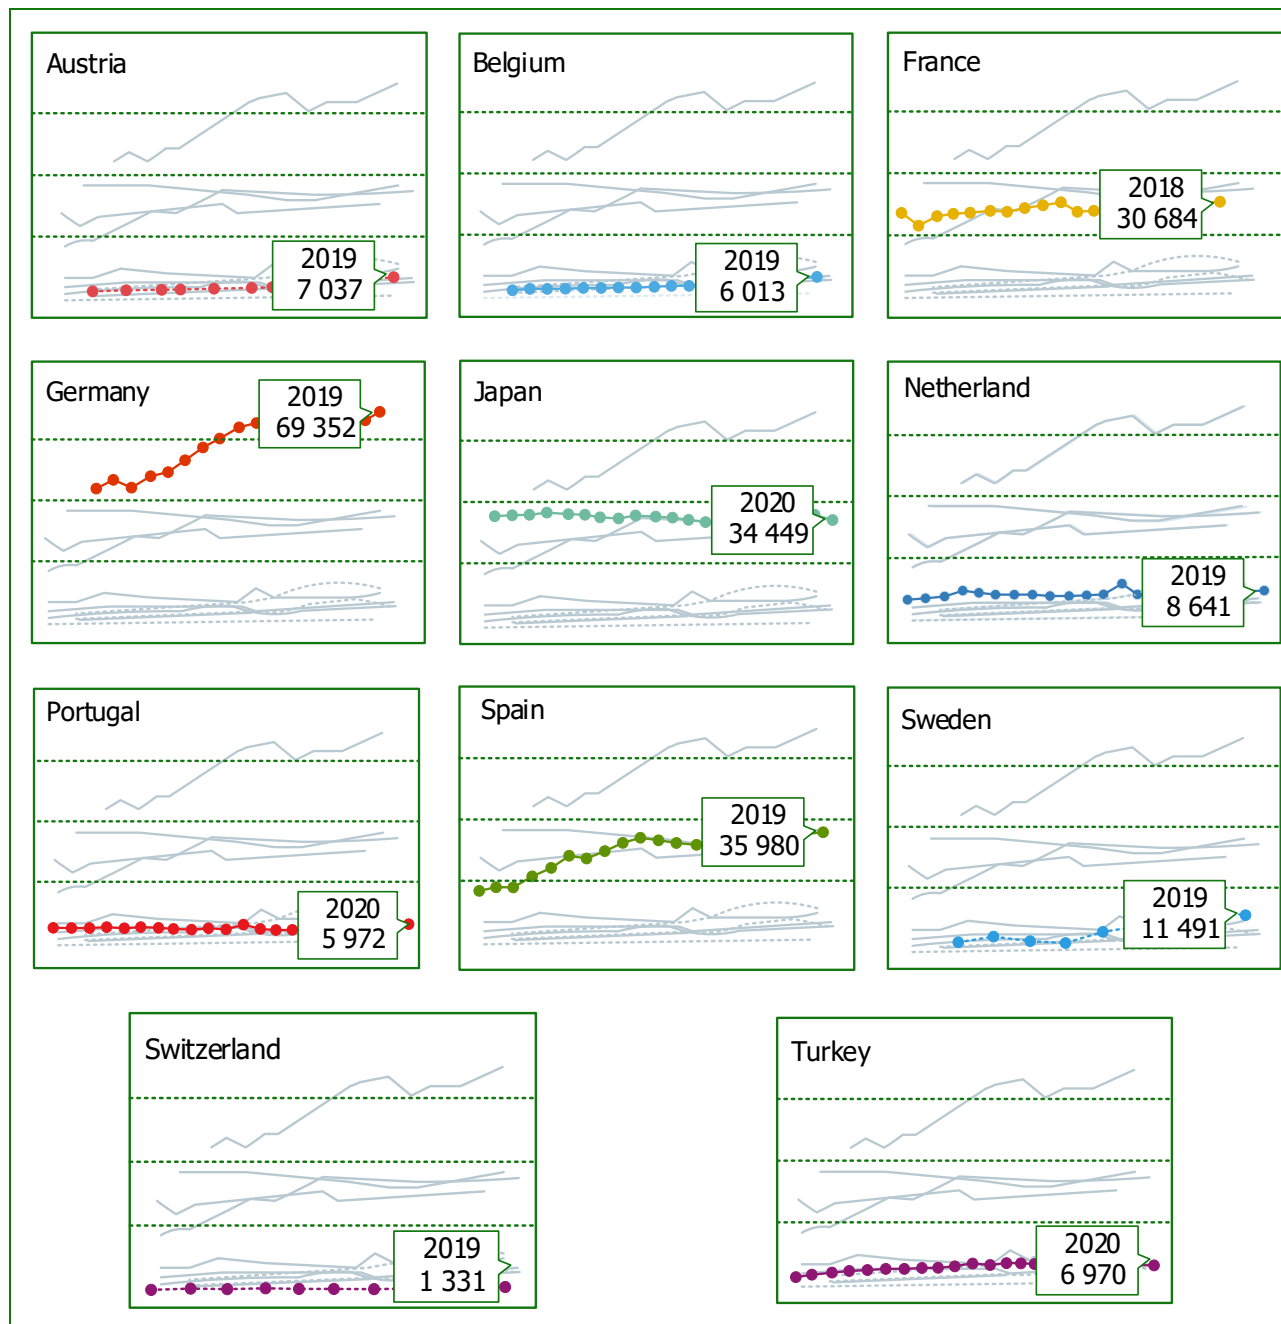 Austria
2019
7 037
Belgium
2019
6 013
France
2018
30 684
Germany
2019
69 352
Japan
2020
34 449
Netherland
2019
8 641
Portugal
2020
5 972
Spain
2019
35 980
Sweden
2019
11 491
Switzerland
2019
1 331
Turkey
2020
6 970